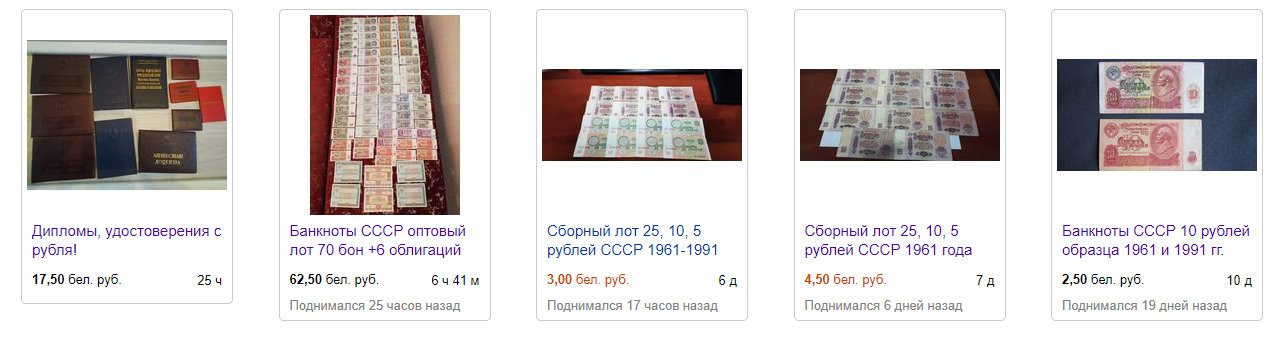 Дипломы, удостоверения с
рубля!
17,50 бел. руб. 25 ч
Банкноты СССР оптовый
лот 70 бон +6 облигаций
62,50 бел. руб. 6 ч 41 м
Поднимался 25 часов назад
Сборный лот 25, 10, 5
рублей СССР 1961-1991
3,00 бел. руб. 6 д
Поднимался 17 часов назад
Сборный лот 25, 10, 5
рублей СССР 1961 года
4,50 бел. руб. 7 д
Поднимался 6 дней назад
Банкноты СССР 10 рублей
образца 1961 и 1991 гг.
2,50 бел. руб. 10 д
Поднимался 19 дней назад